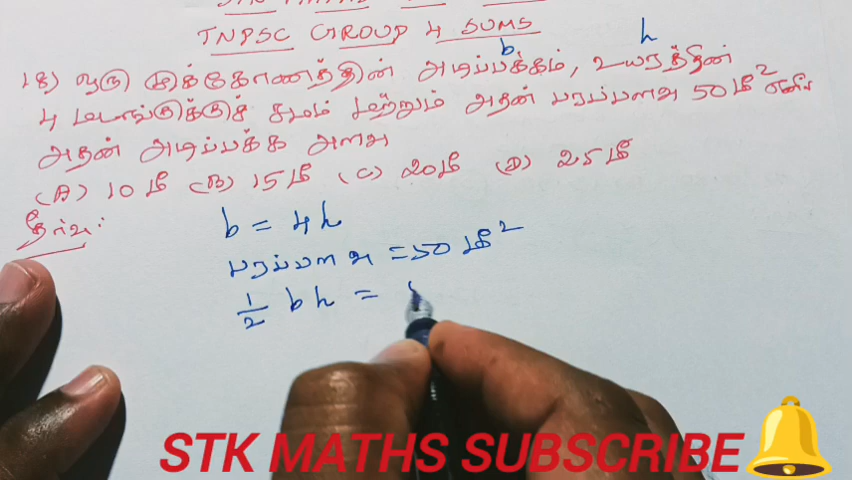 TNPSC GROUP 4 SUMS
b h
18) ஒரு முக்கோணத்தின் அடிப்பக்கம், உயரத்தின்
4 மடங்குக்குச் சமம் மற்றும் அதன் பரப்பளவு 50 மீ² எனில்
அதன் அடிப்பக்க அளவு
(A) 10 மீ (B) 15 மீ (C) 20 மீ (D) 25 மீ
தீர்வு:
b = 4h
பரப்பளவு = 50 மீ²
1/2 bh =
STK MATHS SUBSCRIBE